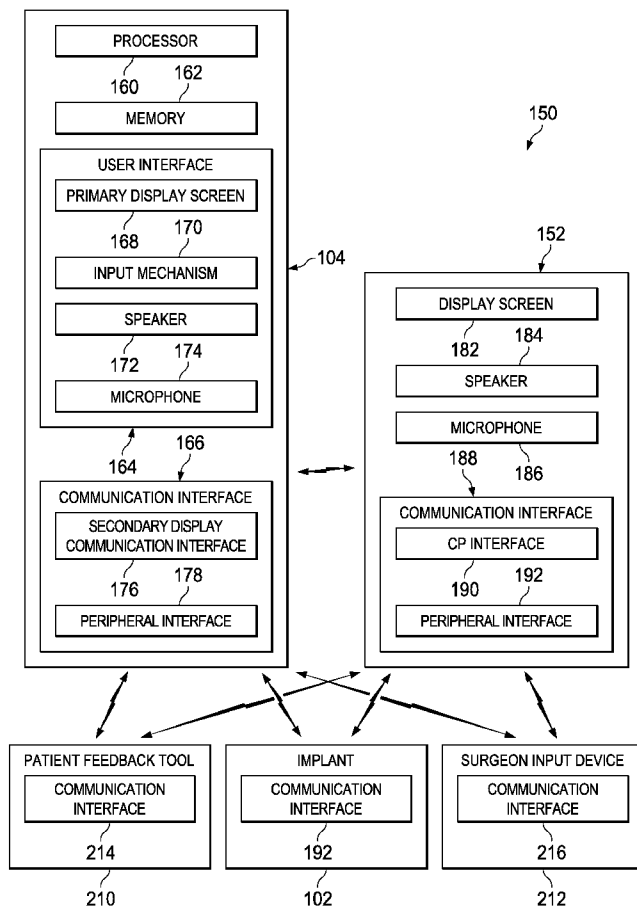 PROCESSOR
160
162
MEMORY
USER INTERFACE
PRIMARY DISPLAY SCREEN
168
170
INPUT MECHANISM
SPEAKER
172
174
MICROPHONE
164
166
COMMUNICATION INTERFACE
SECONDARY DISPLAY
COMMUNICATION INTERFACE
176
178
PERIPHERAL INTERFACE
104
150
152
DISPLAY SCREEN
182
184
SPEAKER
MICROPHONE
188
186
COMMUNICATION INTERFACE
CP INTERFACE
190
192
PERIPHERAL INTERFACE
PATIENT FEEDBACK TOOL
COMMUNICATION
INTERFACE
214
210
IMPLANT
COMMUNICATION
INTERFACE
192
102
SURGEON INPUT DEVICE
COMMUNICATION
INTERFACE
216
212